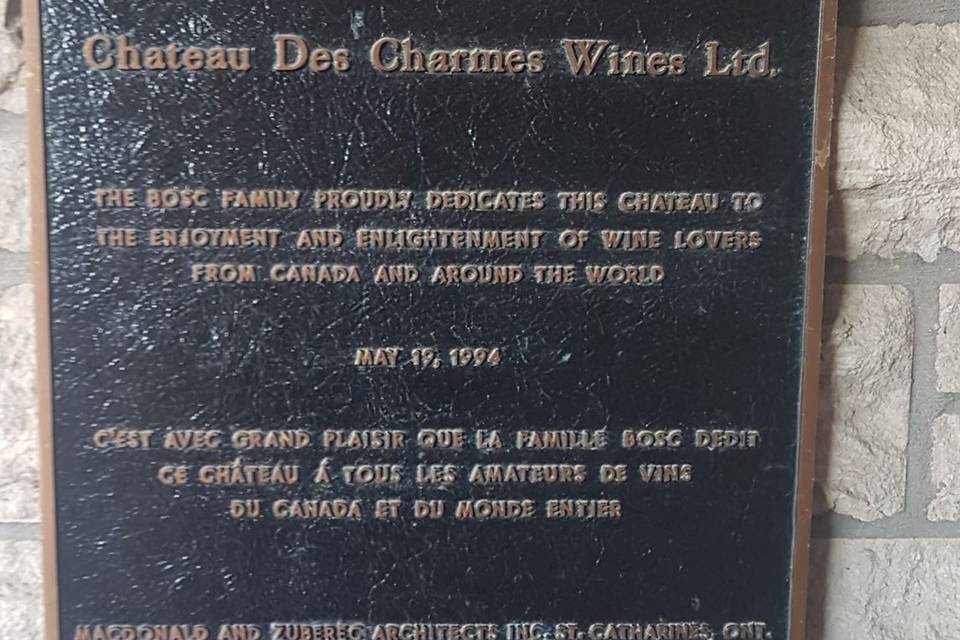 Chateau Des Charmes Wines Ltd.
THE BOSC FAMILY PROUDLY DEDICATES THIS CHATEAU TO
THE ENJOYMENT AND ENLIGHTENMENT OF WINE LOVERS
FROM CANADA AND AROUND THE WORLD
MAY 19, 1994
C'EST AVEC GRAND PLAISIR QUE LA FAMILLE BOSC DEDIT
CE CHÂTEAU Á TOUS LES AMATEURS DE VINS
DU CANADA ET DU MONDE ENTIER
MACDONALD AND ZUBEREC ARCHITECTS INC. ST. CATHARINES, ONT.